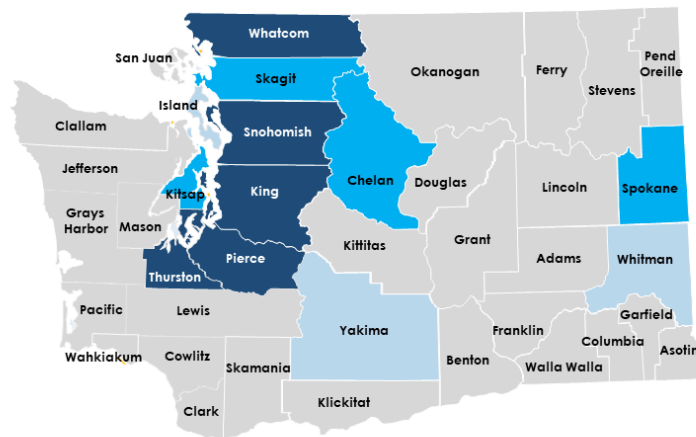 Whatcom
San Juan
Skagit
Okanogan
Ferry
Stevens
Pend
Oreille
Island
Clallam
Snohomish
Jefferson
Chelan
Douglas
Lincoln
Spokane
Kitsap
King
Grays
Harbor
Mason
Kittitas
Grant
Adams
Whitman
Thurston
Pierce
Pacific
Lewis
Yakima
Franklin
Garfield
Columbia
Asotin
Wahkiakum
Cowlitz
Skamania
Benton
Walla Walla
Klickitat
Clark